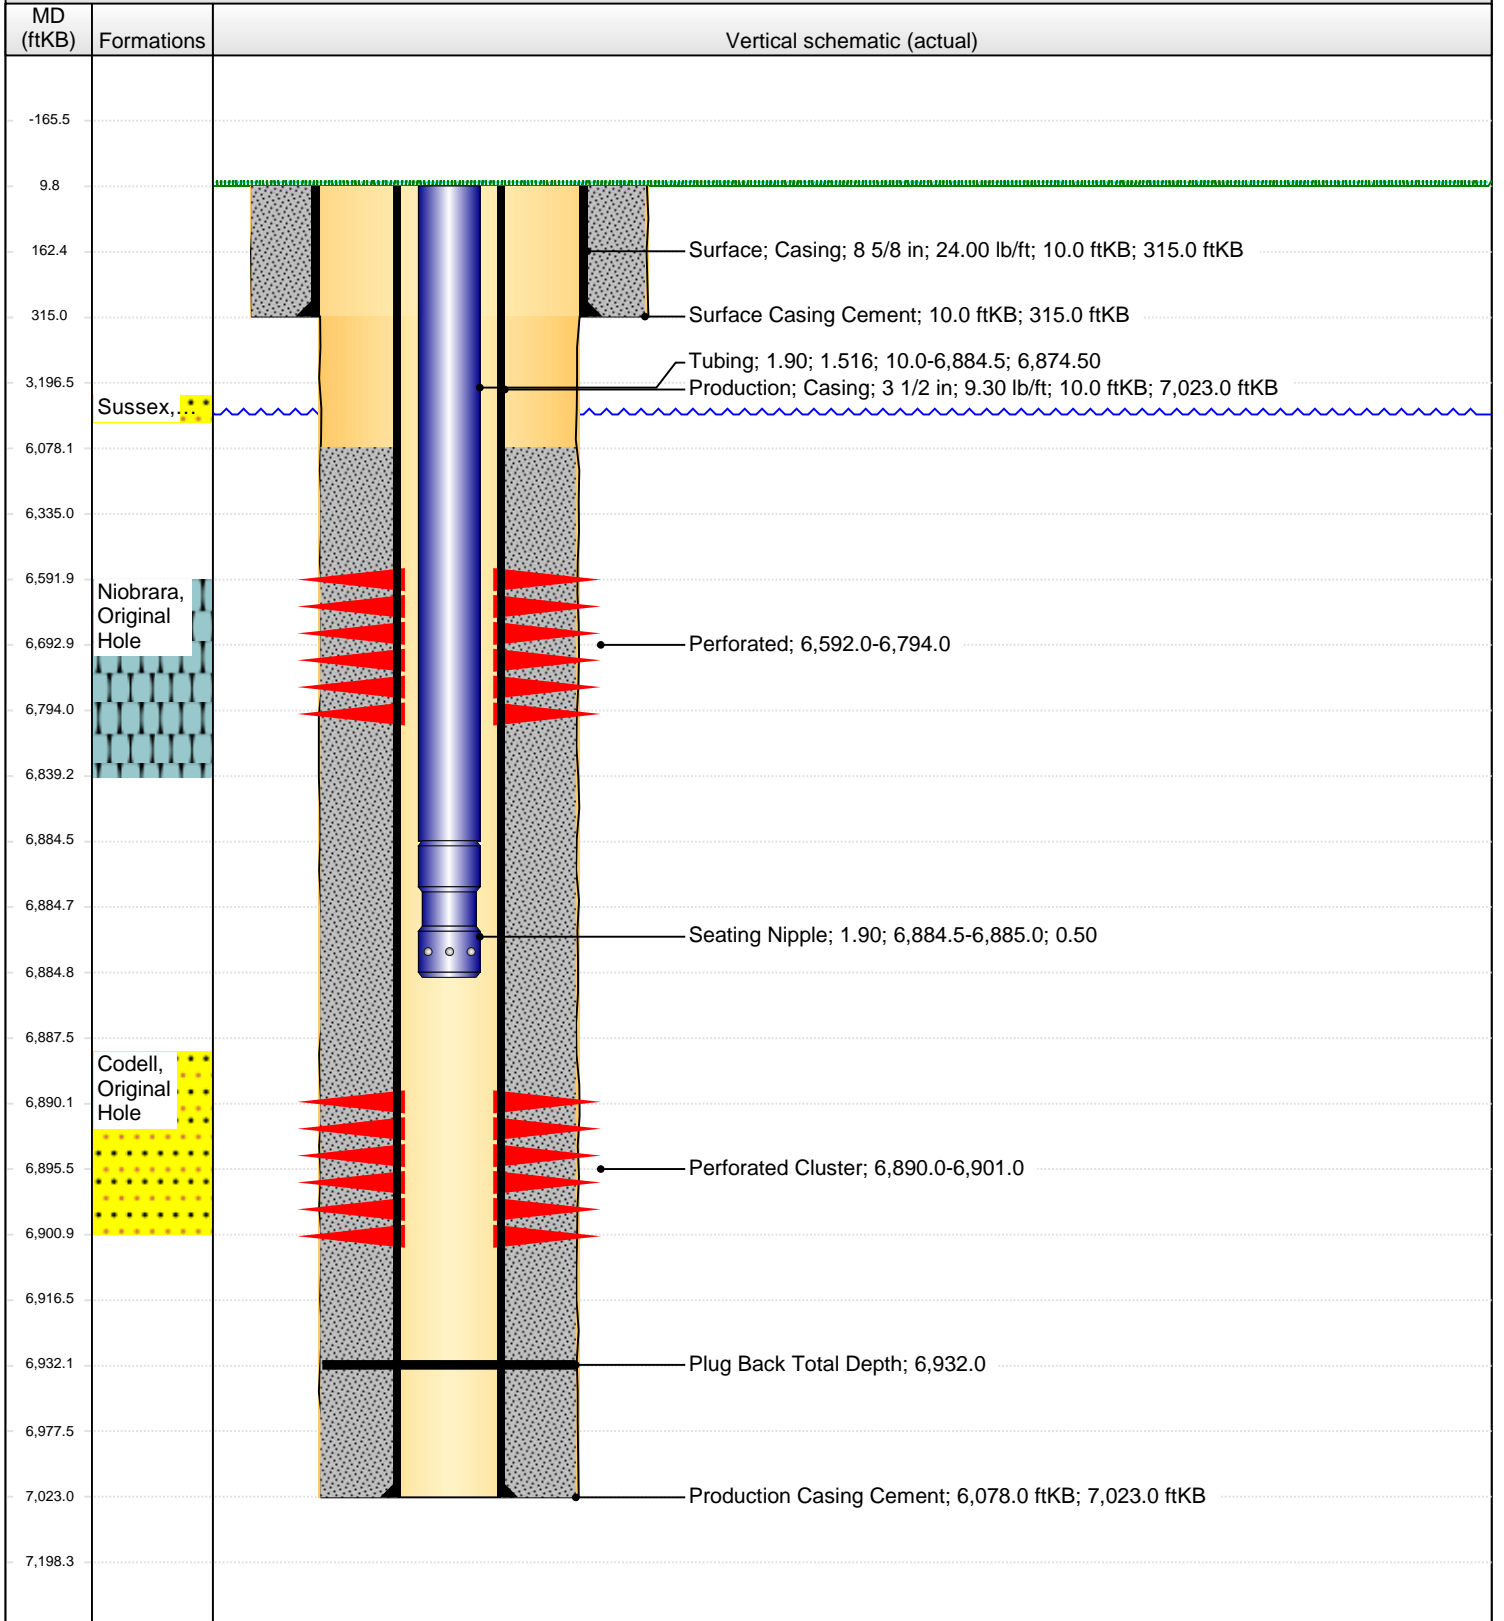 MD
(ftKB)
Formations
Vertical schematic (actual)
-165.5
9.8
162.4
Surface; Casing; 8 5/8 in; 24.00 lb/ft; 10.0 ftKB; 315.0 ftKB
315.0
Surface Casing Cement; 10.0 ftKB; 315.0 ftKB
Tubing; 1.90; 1.516; 10.0-6,884.5; 6,874.50
3,196.5
Production; Casing; 3 1/2 in; 9.30 lb/ft; 10.0 ftKB; 7,023.0 ftKB
Sussex,...
6,078.1
6,335.0
6,591.9
Niobrara,
Original
Hole
6,692.9
Perforated; 6,592.0-6,794.0
6,794.0
6,839.2
6,884.5
6,884.7
Seating Nipple; 1.90; 6,884.5-6,885.0; 0.50
6,884.8
6,887.5
Codell,
Original
Hole
6,890.1
6,895.5
Perforated Cluster; 6,890.0-6,901.0
6,900.9
6,916.5
6,932.1
Plug Back Total Depth; 6,932.0
6,977.5
7,023.0
Production Casing Cement; 6,078.0 ftKB; 7,023.0 ftKB
7,198.3